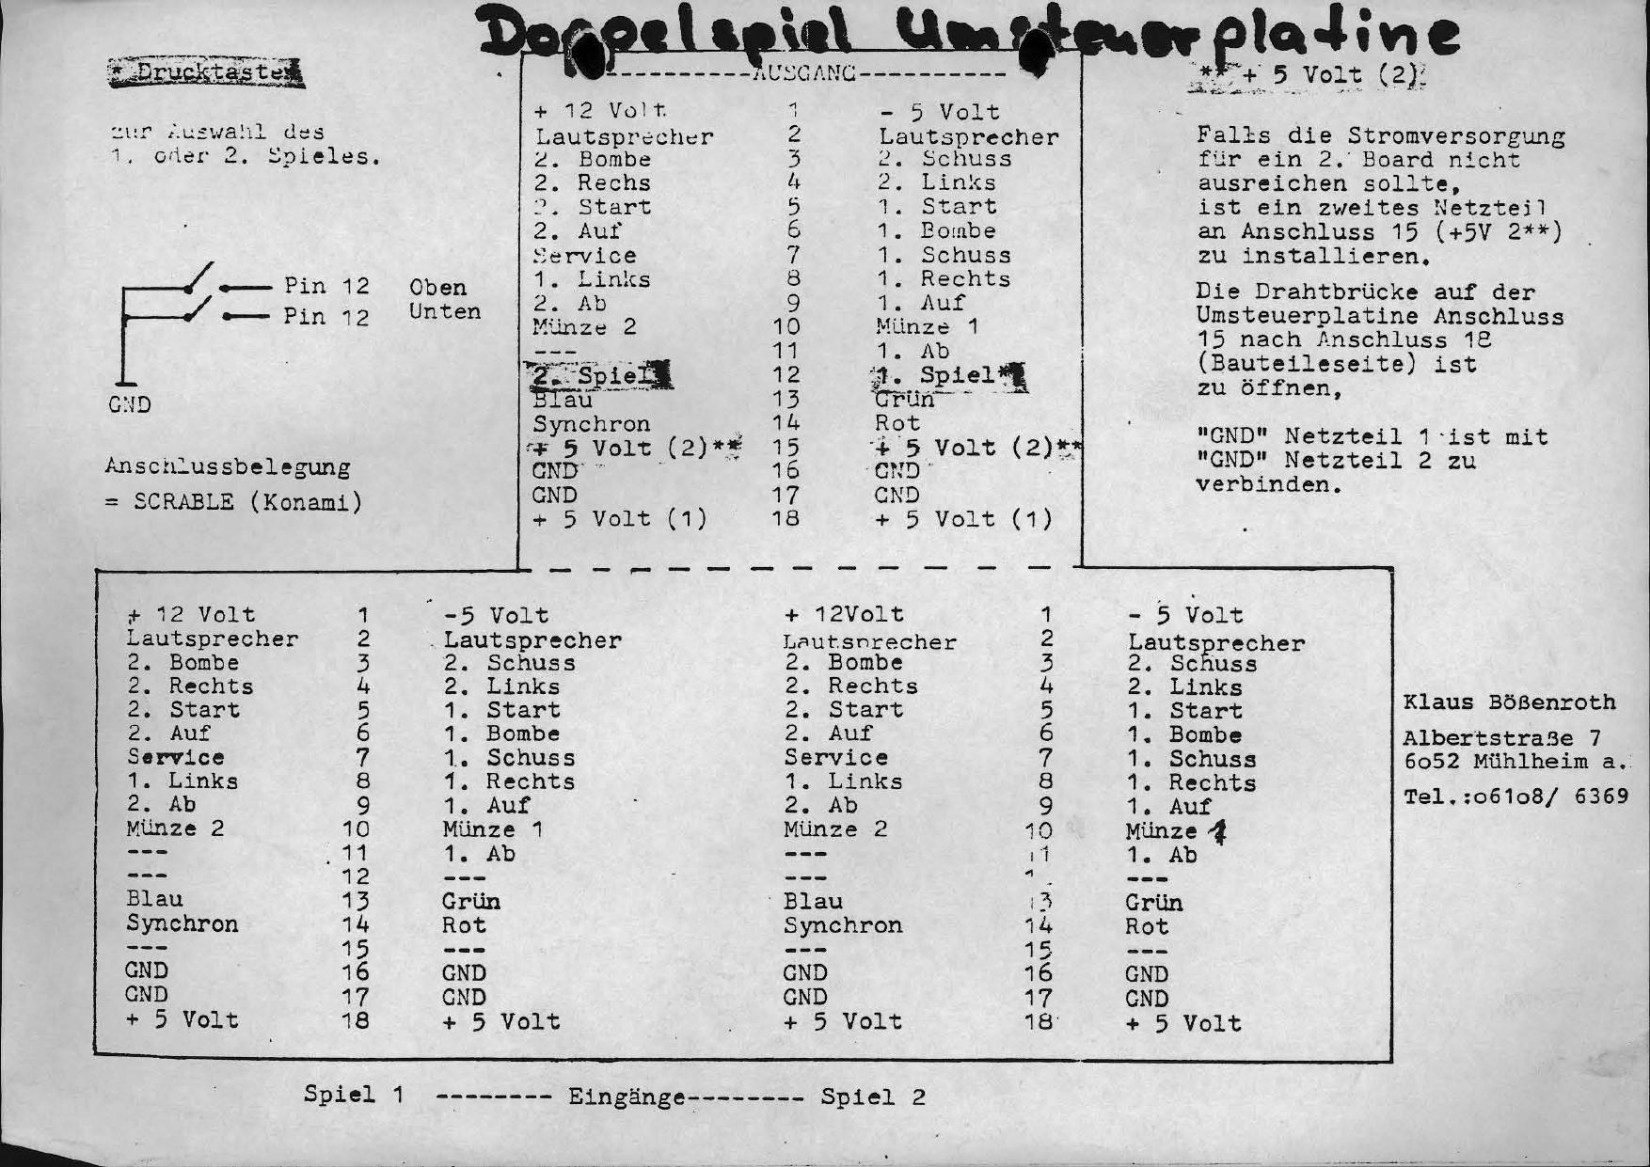 Doppelspiel Umsteuerplatine
* Drucktaste*
zur Auswahl des
1. oder 2. Spieles.
Pin 12 Oben
Pin 12 Unten
GND
Anschlussbelegung
= SCRABLE (Konami)
----------AUSGANG----------
+ 12 Volt 1 - 5 Volt
Lautsprecher 2 Lautsprecher
2. Bombe 3 2. Schuss
2. Rechs 4 2. Links
2. Start 5 1. Start
2. Auf 6 1. Bombe
Service 7 1. Schuss
1. Links 8 1. Rechts
2. Ab 9 1. Auf
Münze 2 10 Münze 1
--- 11 1. Ab
2. Spiel 12 1. Spiel*
Blau 13 Grün
Synchron 14 Rot
+ 5 Volt (2)** 15 + 5 Volt (2)**
GND 16 GND
GND 17 GND
+ 5 Volt (1) 18 + 5 Volt (1)
** + 5 Volt (2)
Falls die Stromversorgung
für ein 2. Board nicht
ausreichen sollte,
ist ein zweites Netzteil
an Anschluss 15 (+5V 2**)
zu installieren.
Die Drahtbrücke auf der
Umsteuerplatine Anschluss
15 nach Anschluss 18
(Bauteileseite) ist
zu öffnen,
"GND" Netzteil 1 ist mit
"GND" Netzteil 2 zu
verbinden.
+ 12 Volt 1 -5 Volt + 12Volt 1 - 5 Volt
Lautsprecher 2 Lautsprecher Lautsprecher 2 Lautsprecher
2. Bombe 3 2. Schuss 2. Bombe 3 2. Schuss
2. Rechts 4 2. Links 2. Rechts 4 2. Links
2. Start 5 1. Start 2. Start 5 1. Start
2. Auf 6 1. Bombe 2. Auf 6 1. Bombe
Service 7 1. Schuss Service 7 1. Schuss
1. Links 8 1. Rechts 1. Links 8 1. Rechts
2. Ab 9 1. Auf 2. Ab 9 1. Auf
Münze 2 10 Münze 1 Münze 2 10 Münze 1
--- 11 1. Ab --- 11 1. Ab
--- 12 --- --- ---
Blau 13 Grün Blau 13 Grün
Synchron 14 Rot Synchron 14 Rot
--- 15 --- --- 15 ---
GND 16 GND GND 16 GND
GND 17 GND GND 17 GND
+ 5 Volt 18 + 5 Volt + 5 Volt 18 + 5 Volt
Klaus Bößenroth
Albertstraße 7
6o52 Mühlheim a.
Tel.:o61o8/ 6369
Spiel 1 -------- Eingänge-------- Spiel 2